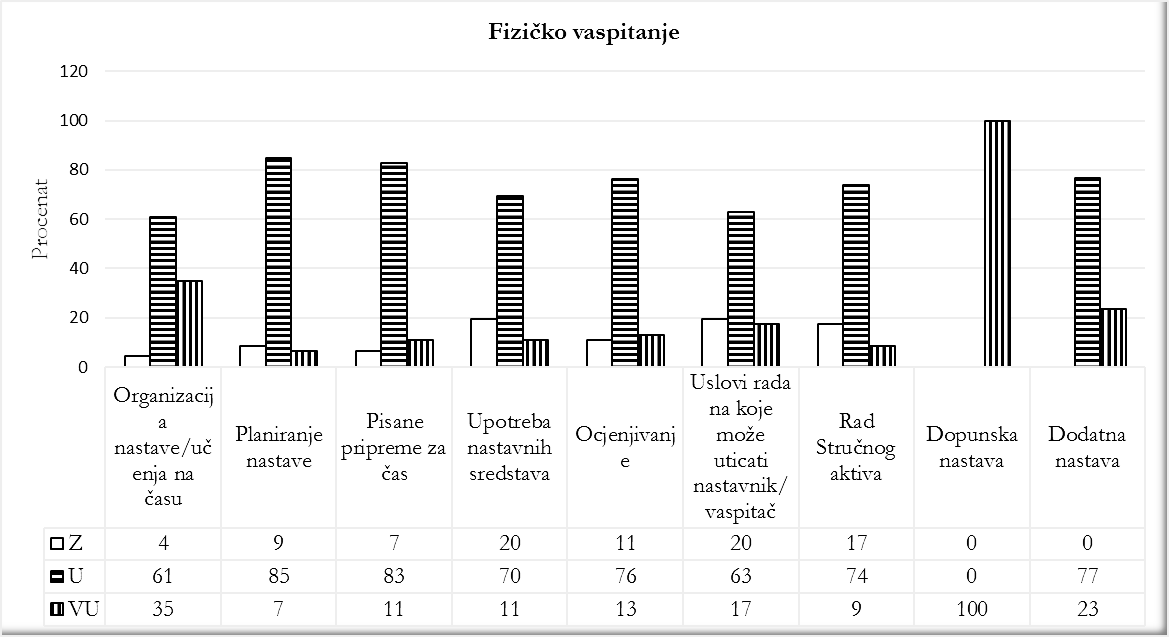 Fizičko vaspitanje
Procenat
120
100
80
60
40
20
0
Organizacij
a
nastave/uč
enja na
času
Planiranje
nastave
Pisane
pripreme za
čas
Upotreba
nastavnih
sredstava
Ocjenjivanj
e
Uslovi rada
na koje
može
uticati
nastavnik/
vaspitač
Rad
Stručnog
aktiva
Dopunska
nastava
Dodatna
nastava
Z 4 9 7 20 11 20 17 0 0
U 61 85 83 70 76 63 74 0 77
VU 35 7 11 11 13 17 9 100 23